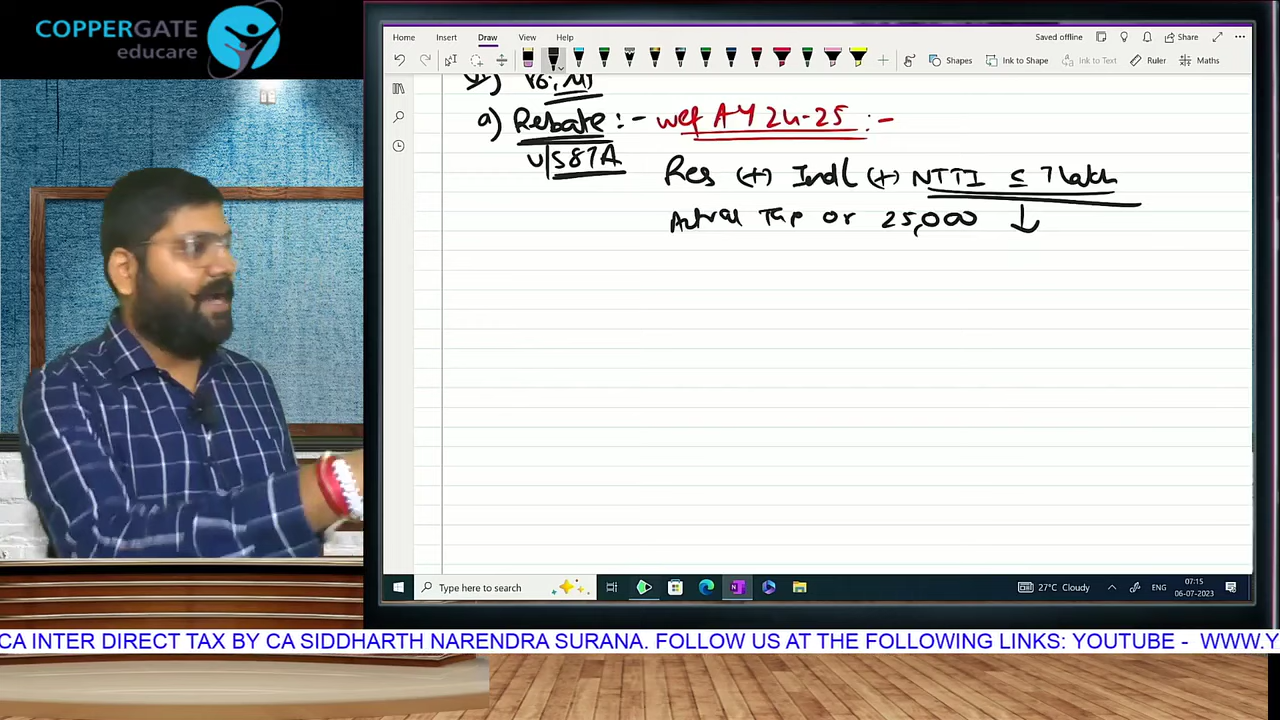 COPPERGATE
educare
Home Insert Draw View Help
Saved offline
Share
Shapes
Ink to Shape
Ink to Text
Ruler
Maths
a) Rebate :- wef AY 24-25 :-
u/s 87A
Res (+) Indl (+) NTTI ≤ 7 lakh
Actual Tax or 25,000 ↓
Type here to search
27°C Cloudy
ENG
07:15
06-07-2023
CA INTER DIRECT TAX BY CA SIDDHARTH NARENDRA SURANA. FOLLOW US AT THE FOLLOWING LINKS: YOUTUBE - WWW.Y